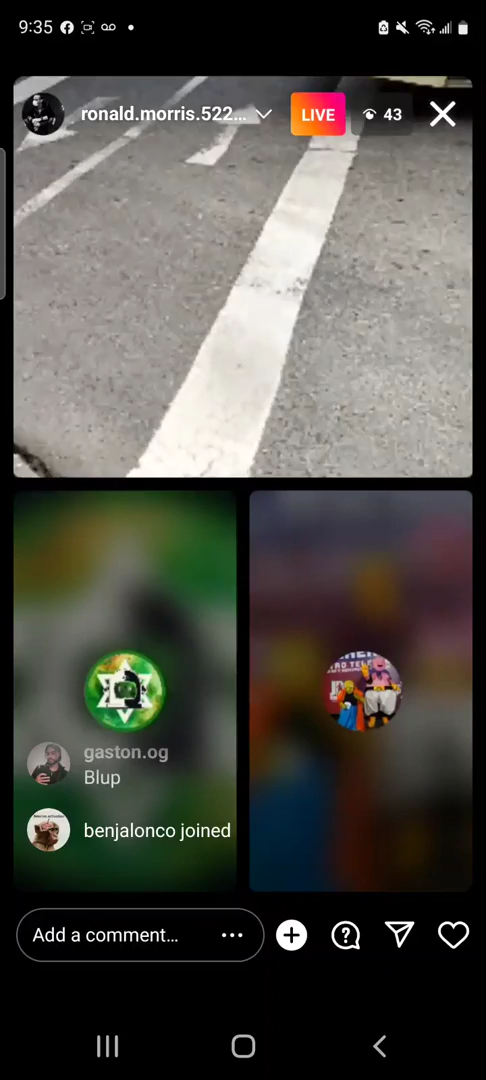 9:35
ronald.morris.522...
LIVE
43
gaston.og
Blup
benjalonco joined
Add a comment...